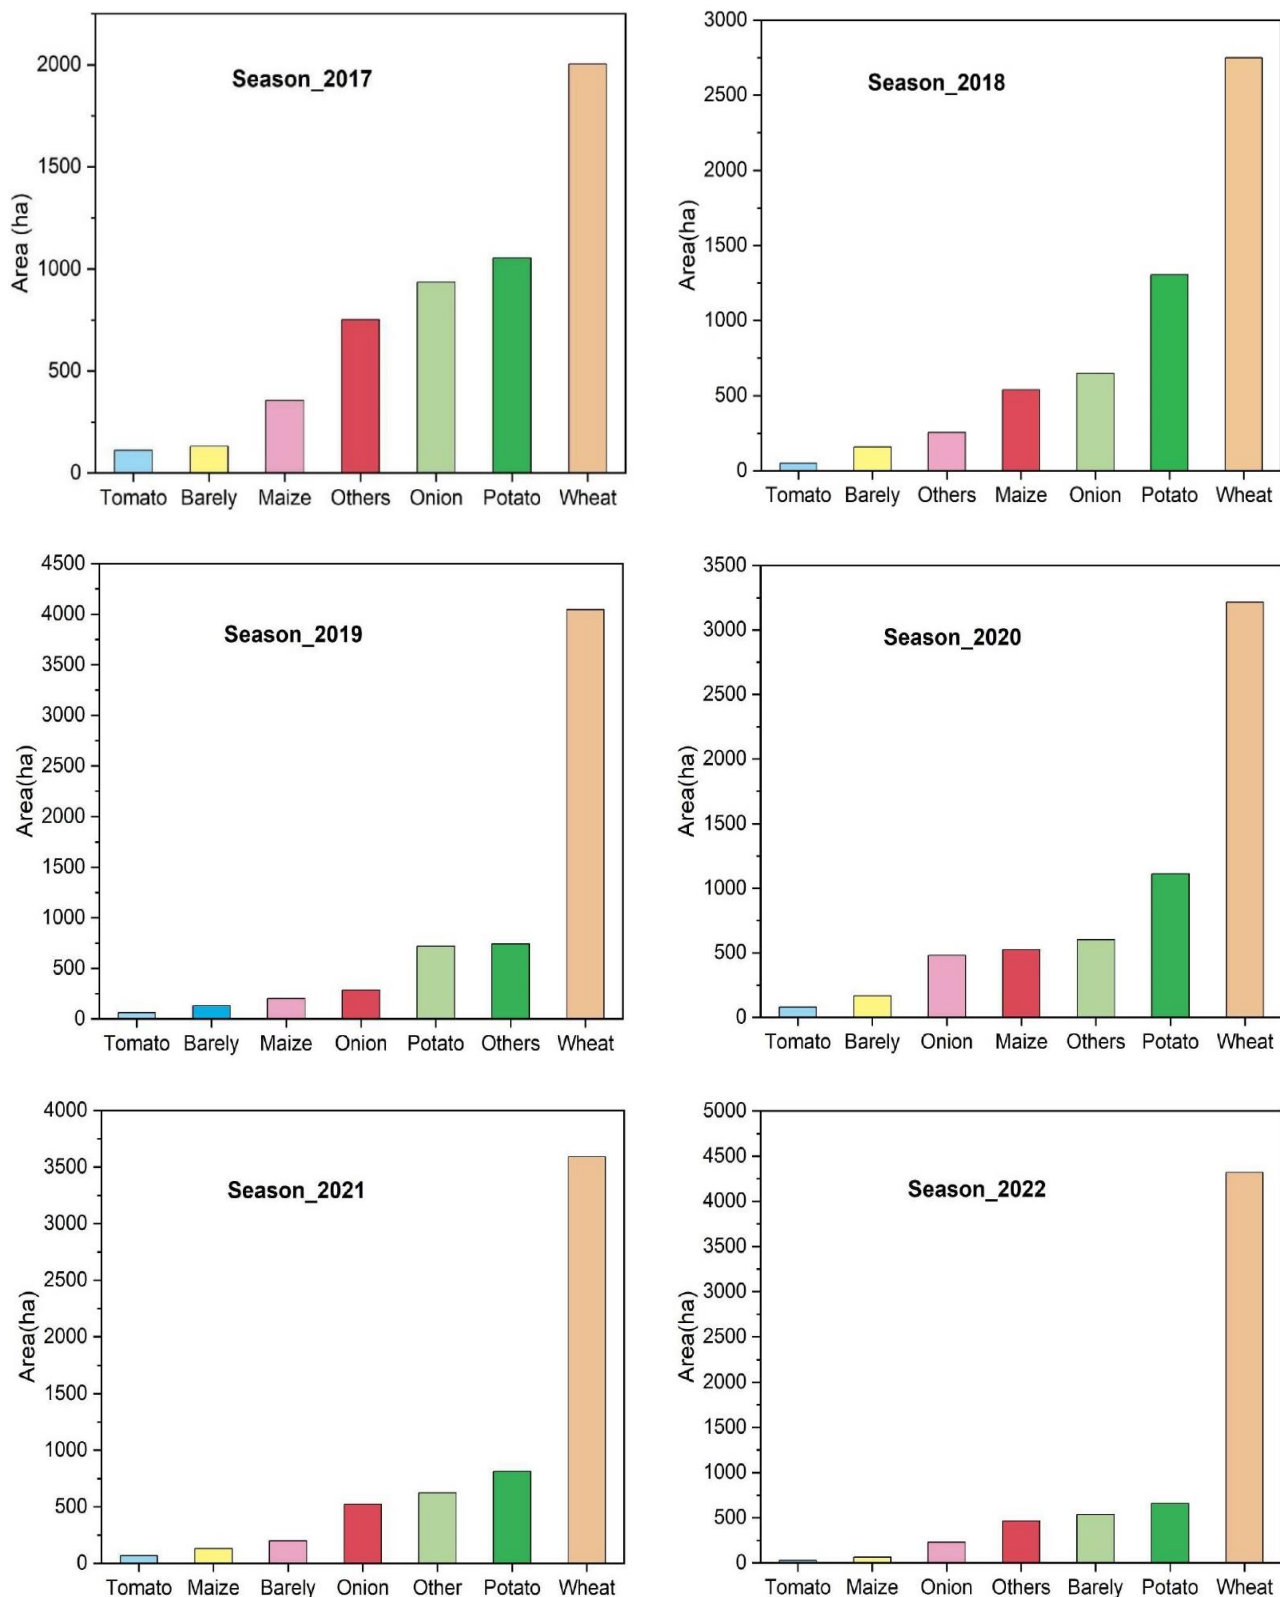 Season_2017
Area (ha)
2000
1500
1000
500
0
Tomato Barely Maize Others Onion Potato Wheat
Season_2018
Area(ha)
3000
2500
2000
1500
1000
500
0
Tomato Barely Others Maize Onion Potato Wheat
Season_2019
Area(ha)
4500
4000
3500
3000
2500
2000
1500
1000
500
0
Tomato Barely Maize Onion Potato Others Wheat
Season_2020
Area(ha)
3500
3000
2500
2000
1500
1000
500
0
Tomato Barely Onion Maize Others Potato Wheat
Season_2021
Area(ha)
4000
3500
3000
2500
2000
1500
1000
500
0
Tomato Maize Barely Onion Other Potato Wheat
Season_2022
Area(ha)
5000
4500
4000
3500
3000
2500
2000
1500
1000
500
0
Tomato Maize Onion Others Barely Potato Wheat